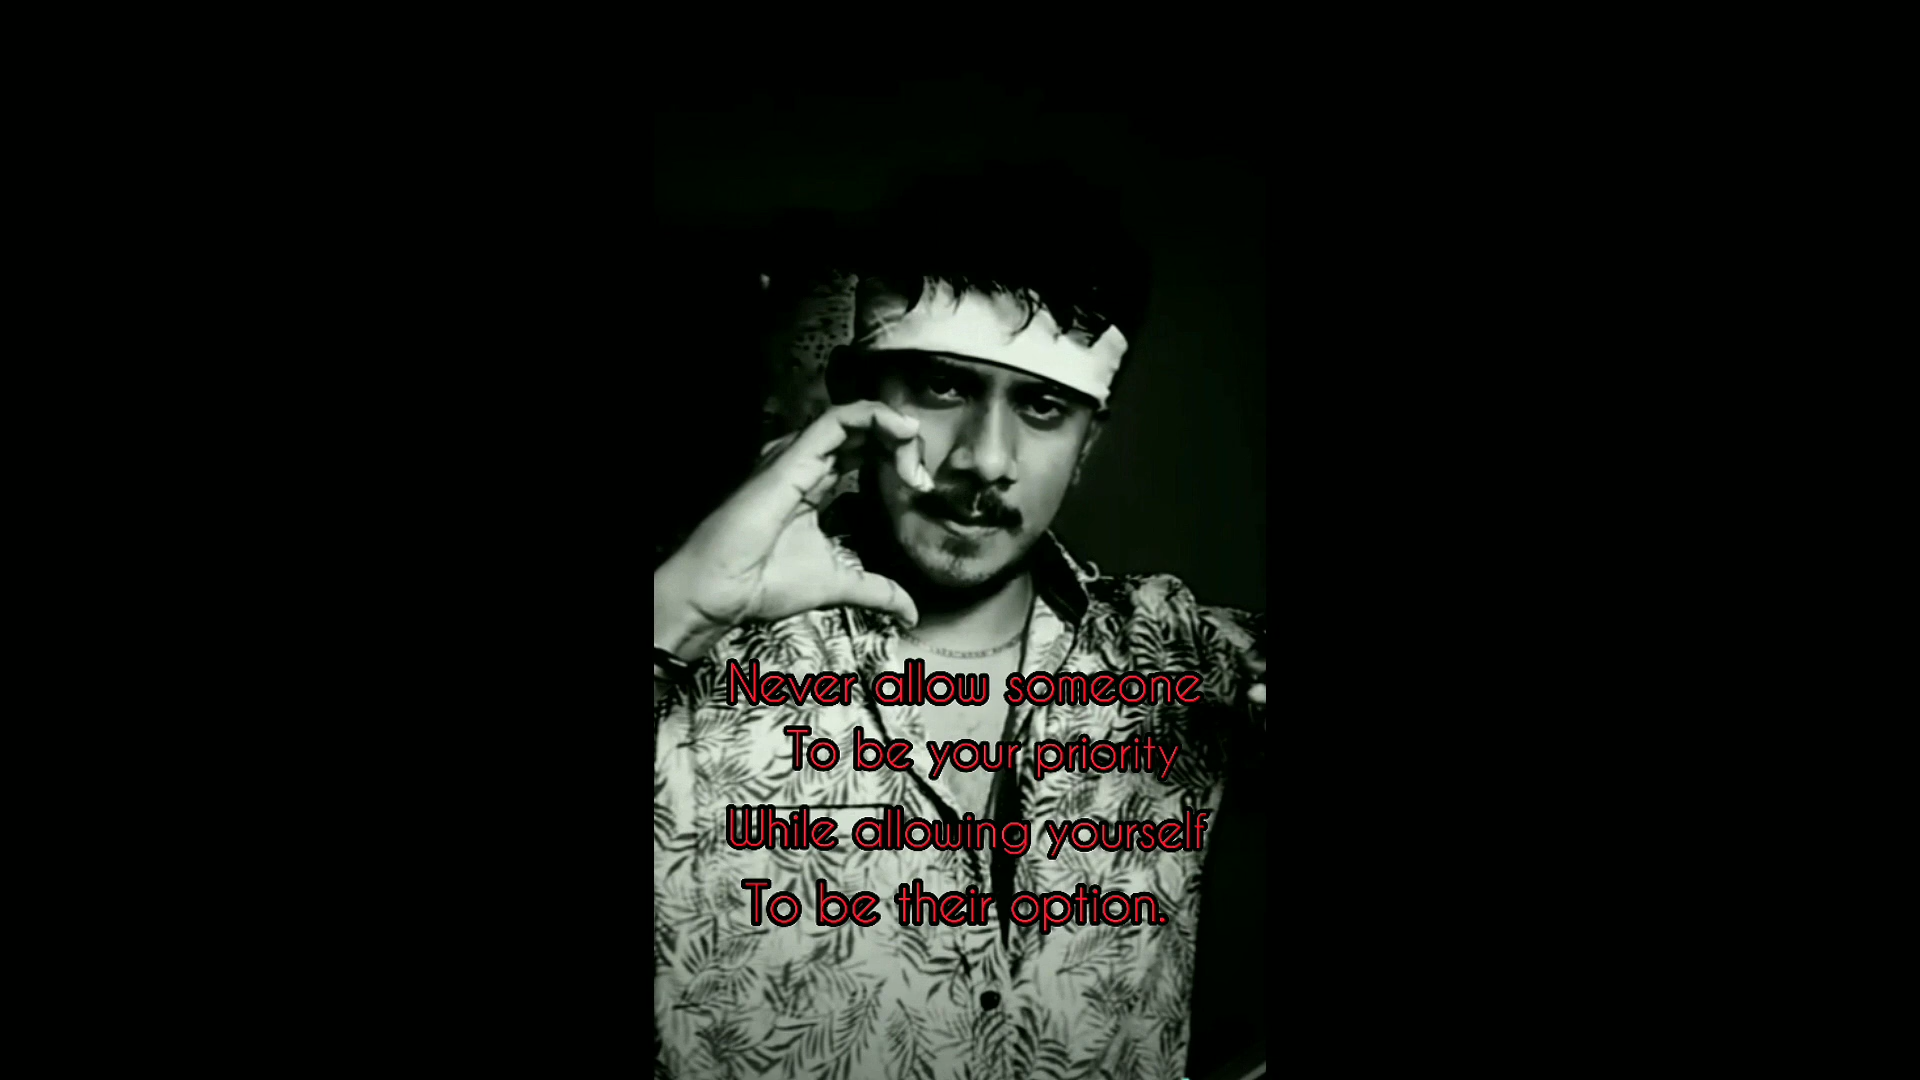 Never allow someone
To be your priority
While allowing yourself
To be their option.